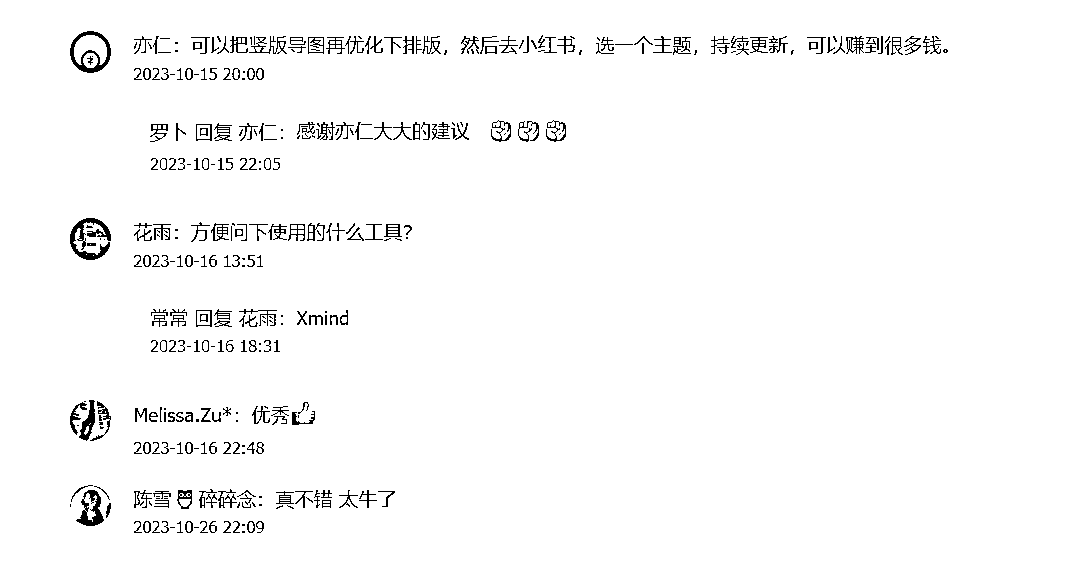 亦仁：可以把竖版导图再优化下排版，然后去小红书，选一个主题，持续更新，可以赚到很多钱。
2023-10-15 20:00
罗卜 回复 亦仁：感谢亦仁大大的建议 ✊✊✊
2023-10-15 22:05
花雨：方便问下使用的什么工具？
2023-10-16 13:51
常常 回复 花雨：Xmind
2023-10-16 18:31
Melissa.Zu*：优秀👍
2023-10-16 22:48
陈雪🦉碎碎念：真不错 太牛了
2023-10-26 22:09